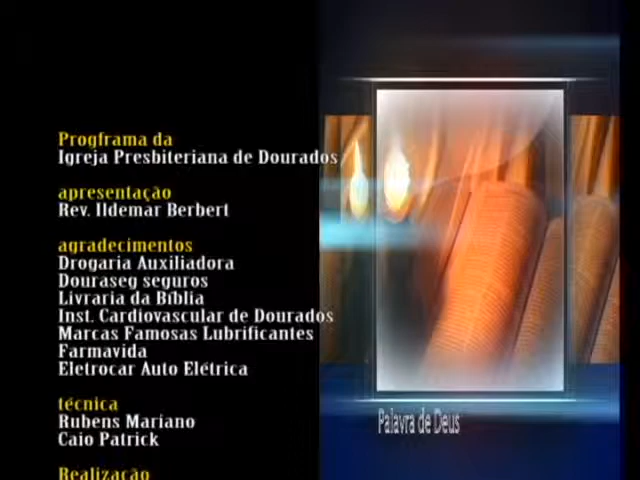 Progframa da
Igreja Presbiteriana de Dourados
apresentação
Rev. Ildemar Berbert
agradecimentos
Drogaria Auxiliadora
Douraseg seguros
Livraria da Bíblia
Inst. Cardiovascular de Dourados
Marcas Famosas Lubrificantes
Farmavida
Eletrocar Auto Elétrica
técnica
Rubens Mariano
Caio Patrick
Realização
Palavra de Deus